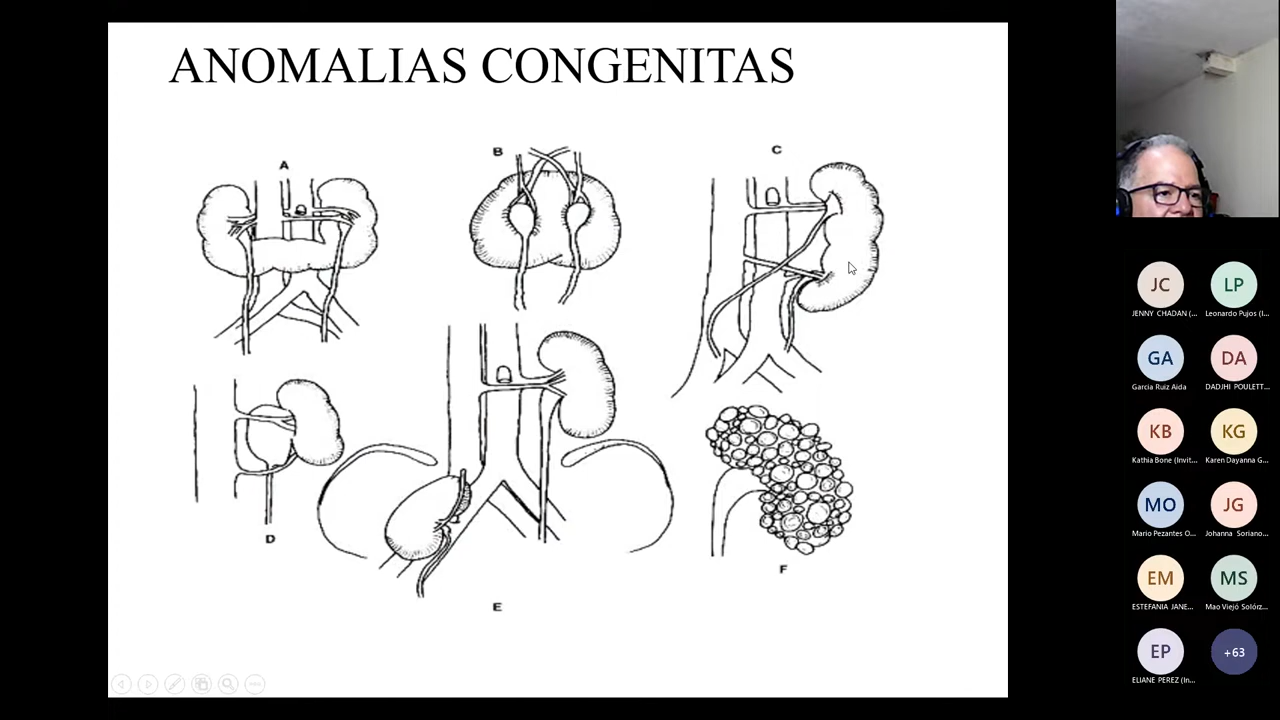 ANOMALIAS CONGENITAS
A
B
C
D
E
F
JC
JENNY CHADAN (...
LP
Leonardo Pujos (I...
GA
Garcia Ruiz Aida
DA
DADJHI POULETT...
KB
Kathia Bone (Invit...
KG
Karen Dayanna G...
MO
Mario Pezantes O...
JG
Johanna Soriano...
EM
ESTEFANIA JANE...
MS
Mao Viejó Solórz...
EP
ELIANE PEREZ (In...
+63